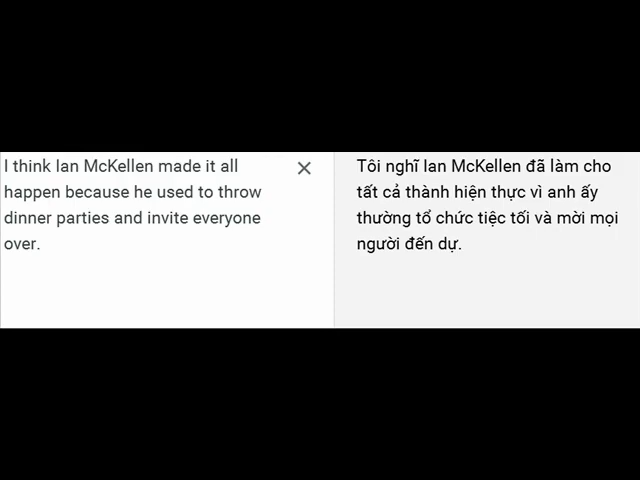 I think Ian McKellen made it all
happen because he used to throw
dinner parties and invite everyone
over.
Tôi nghĩ Ian McKellen đã làm cho
tất cả thành hiện thực vì anh ấy
thường tổ chức tiệc tối và mời mọi
người đến dự.